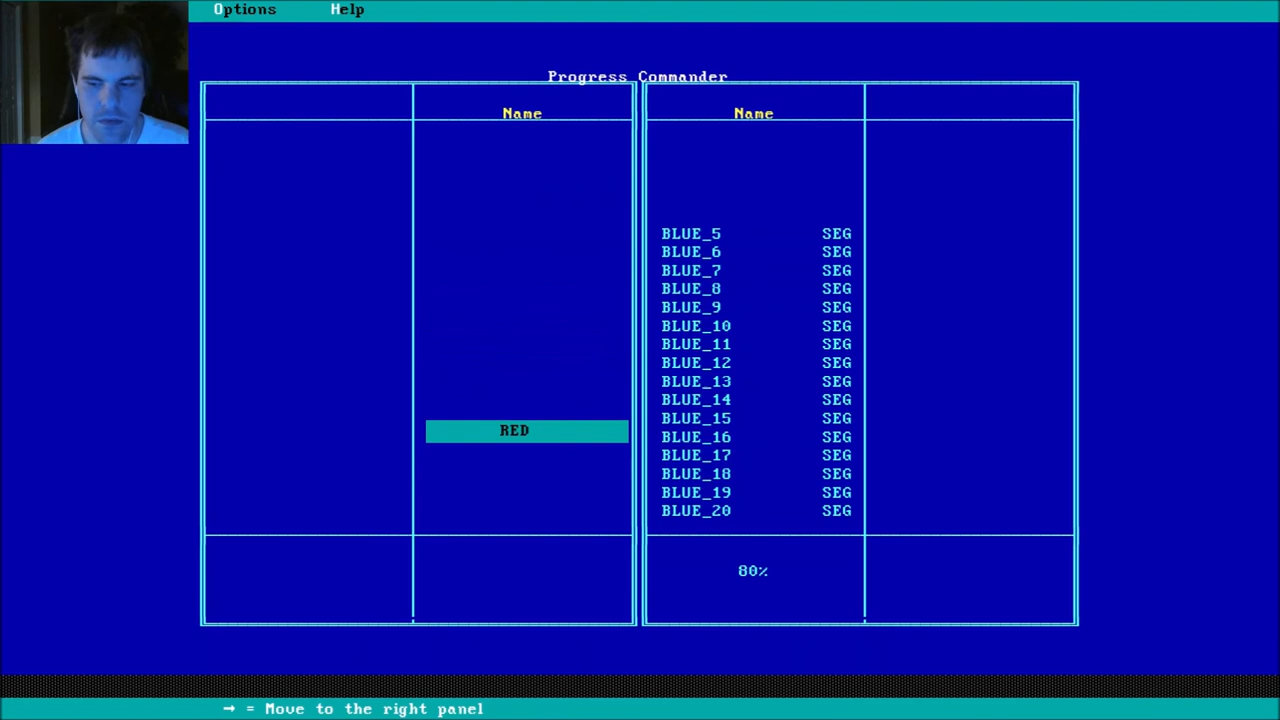 Options Help
Progress Commander
Name Name
BLUE_5 SEG
BLUE_6 SEG
BLUE_7 SEG
BLUE_8 SEG
BLUE_9 SEG
BLUE_10 SEG
BLUE_11 SEG
BLUE_12 SEG
BLUE_13 SEG
BLUE_14 SEG
BLUE_15 SEG
RED
BLUE_16 SEG
BLUE_17 SEG
BLUE_18 SEG
BLUE_19 SEG
BLUE_20 SEG
80%
→ = Move to the right panel